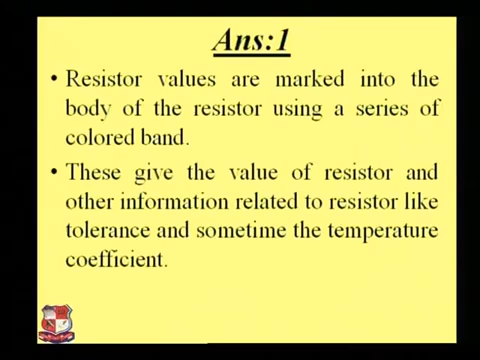 Ans:1
• Resistor values are marked into the
body of the resistor using a series of
colored band.
• These give the value of resistor and
other information related to resistor like
tolerance and sometime the temperature
coefficient.